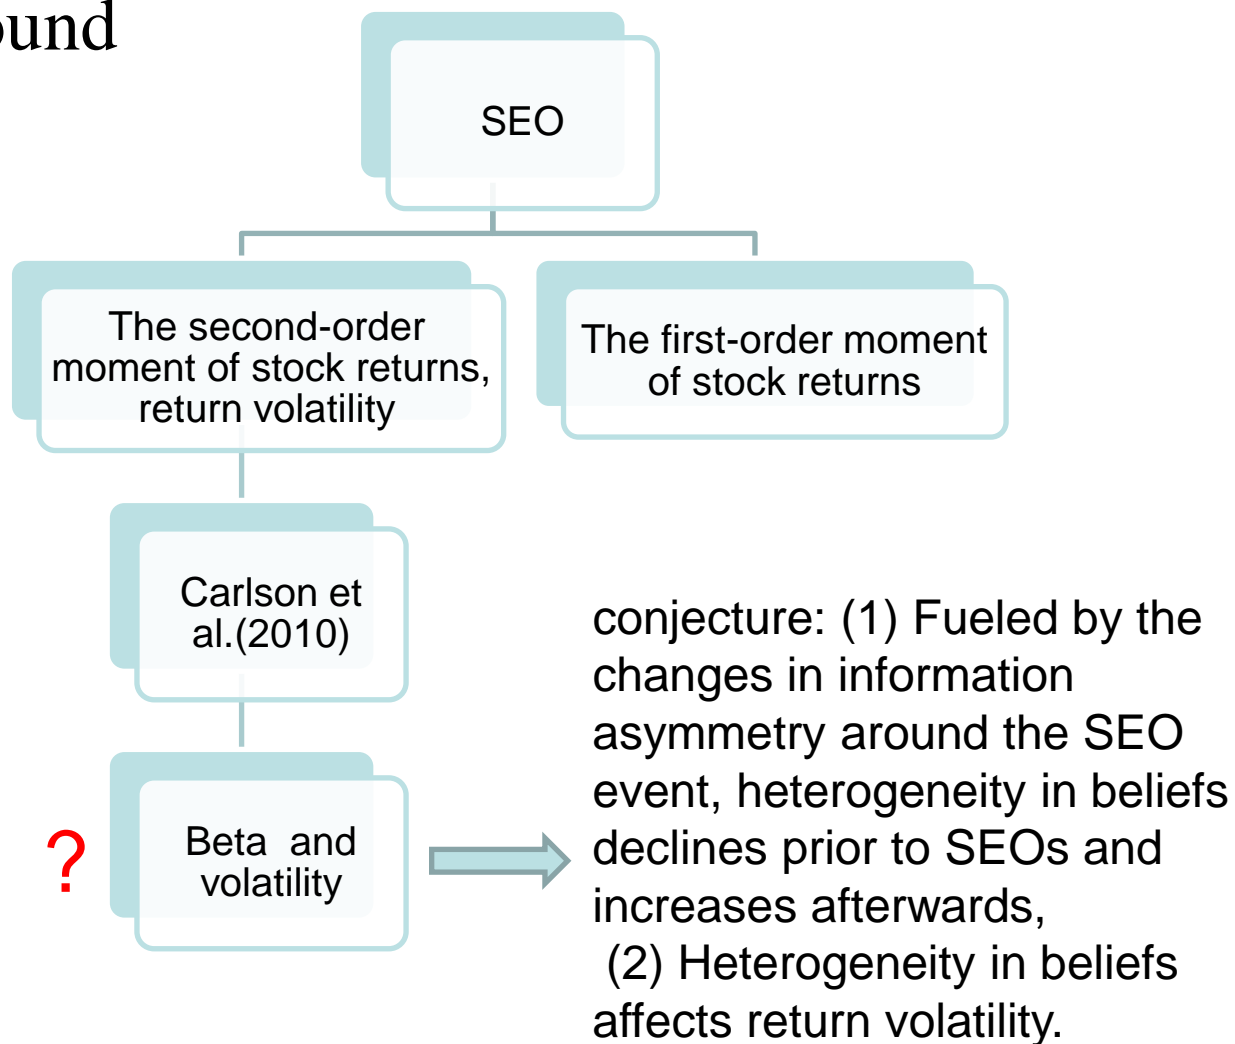 ound
SEO
The second-order
moment of stock returns,
return volatility
The first-order moment
of stock returns
Carlson et
al.(2010)
?
Beta and
volatility
conjecture: (1) Fueled by the
changes in information
asymmetry around the SEO
event, heterogeneity in beliefs
declines prior to SEOs and
increases afterwards,
(2) Heterogeneity in beliefs
affects return volatility.